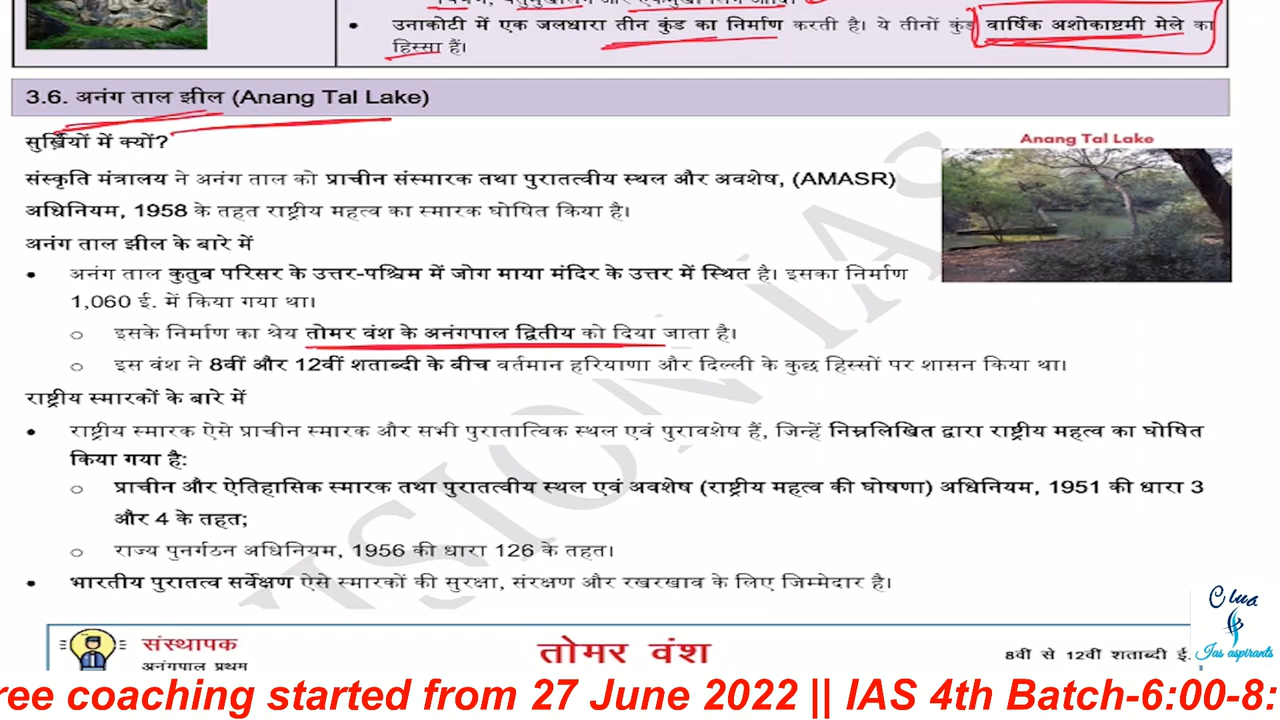 और
उनाकोटी में एक जलधारा तीन कुंड का निर्माण करती है। ये तीनों कुंड वार्षिक अशोकाष्टमी मेले का
हिस्सा हैं।
3.6. अनंग ताल झील (Anang Tal Lake)
सुर्ख़ियों में क्यों?
Anang Tal Lake
संस्कृति मंत्रालय ने अनंग ताल को प्राचीन संस्मारक तथा पुरातत्वीय स्थल और अवशेष, (AMASR)
अधिनियम, 1958 के तहत राष्ट्रीय महत्व का स्मारक घोषित किया है।
अनंग ताल झील के बारे में
• अनंग ताल कुतुब परिसर के उत्तर-पश्चिम में जोग माया मंदिर के उत्तर में स्थित है। इसका निर्माण
1,060 ई. में किया गया था।
o इसके निर्माण का श्रेय तोमर वंश के अनंगपाल द्वितीय को दिया जाता है।
o इस वंश ने 8वीं और 12वीं शताब्दी के बीच वर्तमान हरियाणा और दिल्ली के कुछ हिस्सों पर शासन किया था।
राष्ट्रीय स्मारकों के बारे में
• राष्ट्रीय स्मारक ऐसे प्राचीन स्मारक और सभी पुरातात्विक स्थल एवं पुरावशेष हैं, जिन्हें निम्नलिखित द्वारा राष्ट्रीय महत्व का घोषित
किया गया है:
o प्राचीन और ऐतिहासिक स्मारक तथा पुरातत्वीय स्थल एवं अवशेष (राष्ट्रीय महत्व की घोषणा) अधिनियम, 1951 की धारा 3
और 4 के तहत;
o राज्य पुनर्गठन अधिनियम, 1956 की धारा 126 के तहत।
• भारतीय पुरातत्व सर्वेक्षण ऐसे स्मारकों की सुरक्षा, संरक्षण और रखरखाव के लिए जिम्मेदार है।
VISION IAS
संस्थापक
अनंगपाल प्रथम
तोमर वंश
8वीं से 12वीं शताब्दी ई.
Ias aspirants
ree coaching started from 27 June 2022 || IAS 4th Batch-6:00-8: